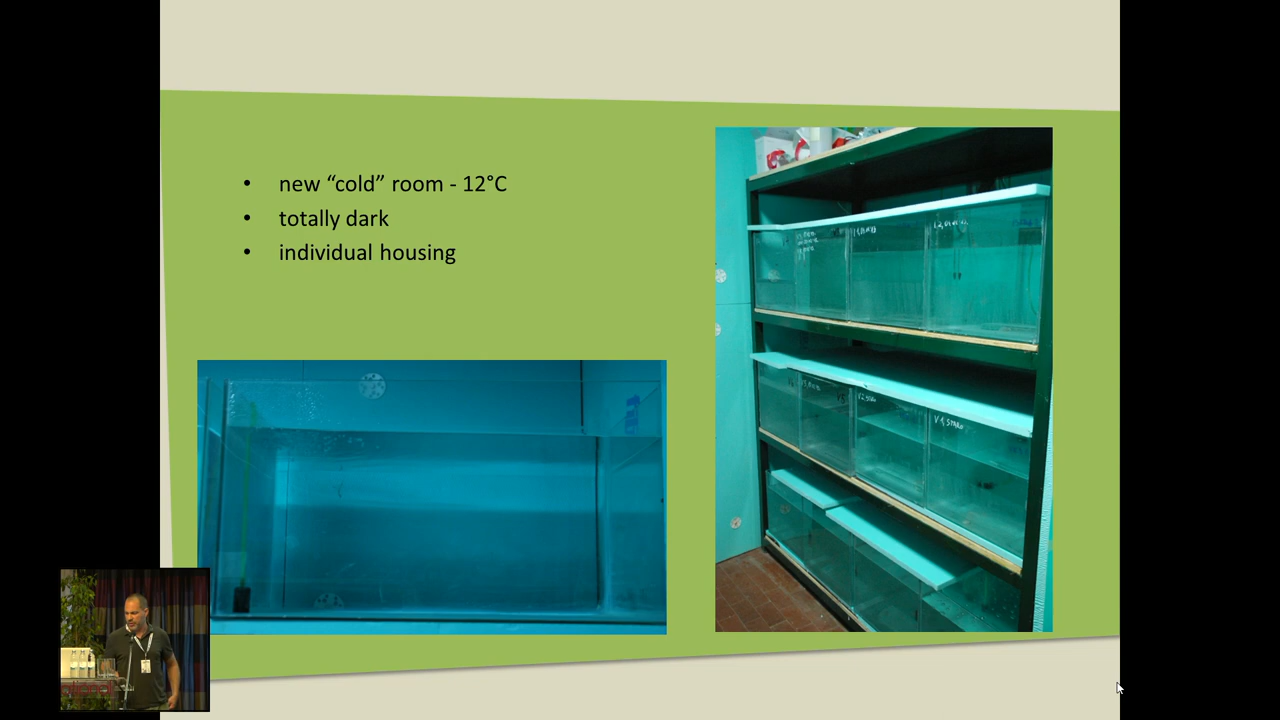 • new “cold” room - 12°C
• totally dark
• individual housing